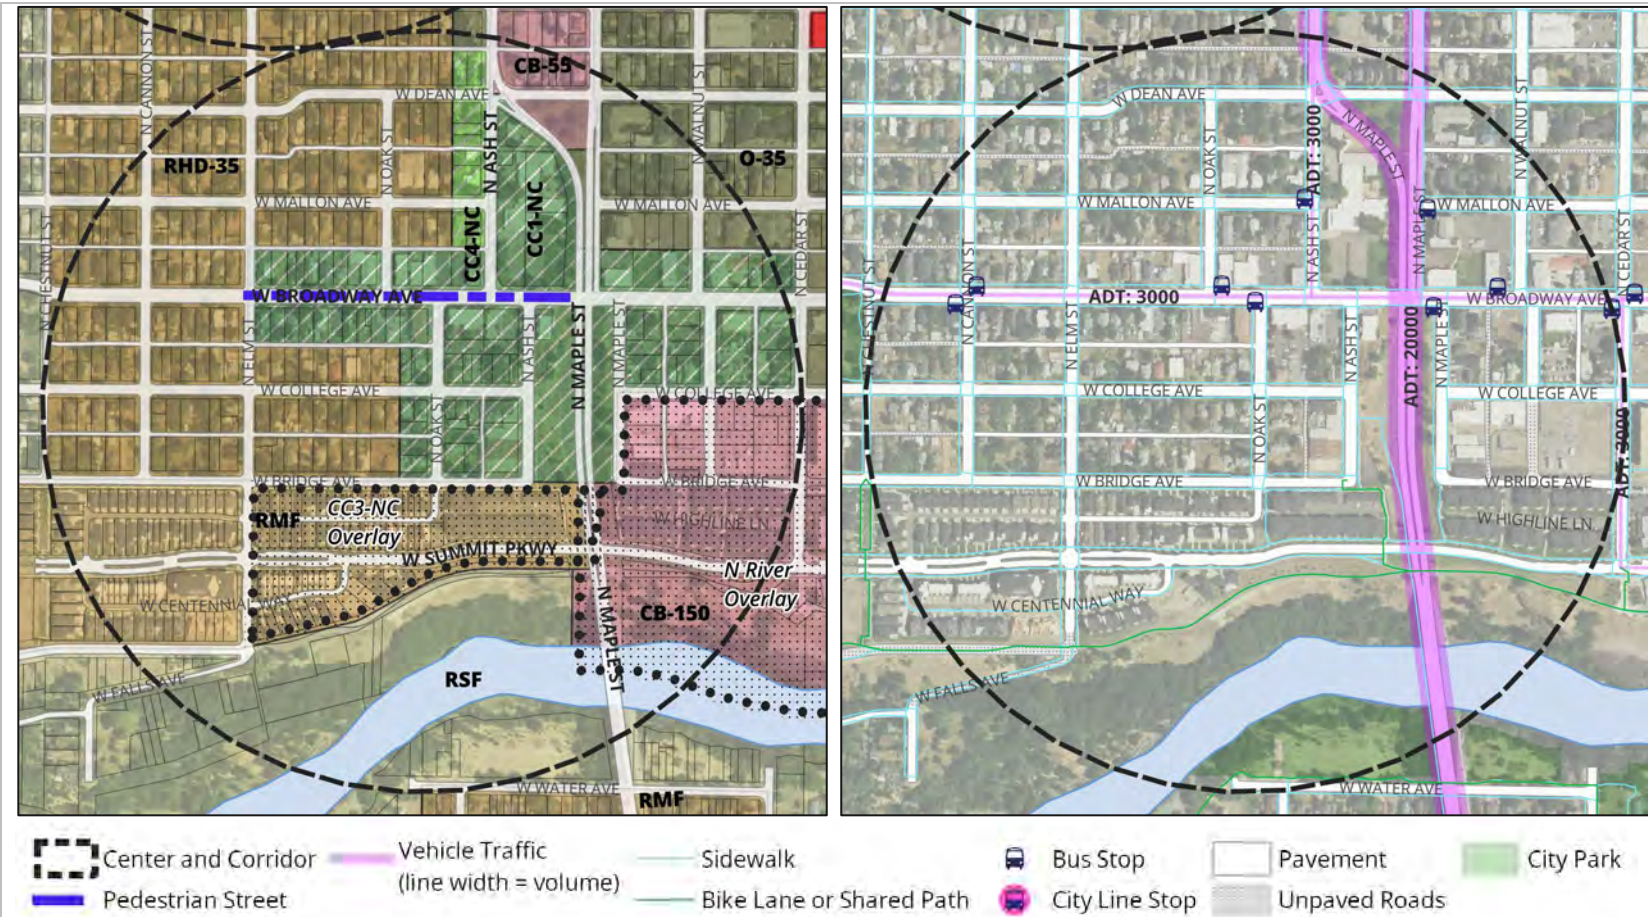 CB-55
N CANNON ST
W DEAN AVE
N WALNUT ST
N ASH ST
N OAK ST
RHD-35
O-35
CC1-NC
W MALLON AVE
CC4-NC
N CHESTNUT ST
N CEDAR ST
W BROADWAY AVE
N ELM ST
N ASH ST
N MAPLE ST
N MAPLE ST
W COLLEGE AVE
W COLLEGE AVE
N OAK ST
W BRIDGE AVE
W BRIDGE AVE
RMF
CC3-NC
Overlay
W HIGHLINE LN
W SUMMIT PKWY
N River
Overlay
W CENTENNIAL WAY
CB-150
N MAPLE ST
RSF
W FALLS AVE
W WATER AVE
RMF
W DEAN AVE
N WALNUT ST
ADT: 3000
N MAPLE ST
N OAK ST
W MALLON AVE
W MALLON AVE
N MAPLE ST
N ASH ST
N CANNON ST
CHESTNUT ST
N CEDAR ST
ADT: 3000
W BROADWAY AVE
N ELM ST
ADT: 20000
N ASH ST
N MAPLE ST
W COLLEGE AVE
W COLLEGE AVE
N OAK ST
ADT: 3000
W BRIDGE AVE
W BRIDGE AVE
W HIGHLINE LN
W CENTENNIAL WAY
W FALLS AVE
W WATER AVE
Center and Corridor
Pedestrian Street
Vehicle Traffic
(line width = volume)
Sidewalk
Bike Lane or Shared Path
Bus Stop
City Line Stop
Pavement
Unpaved Roads
City Park